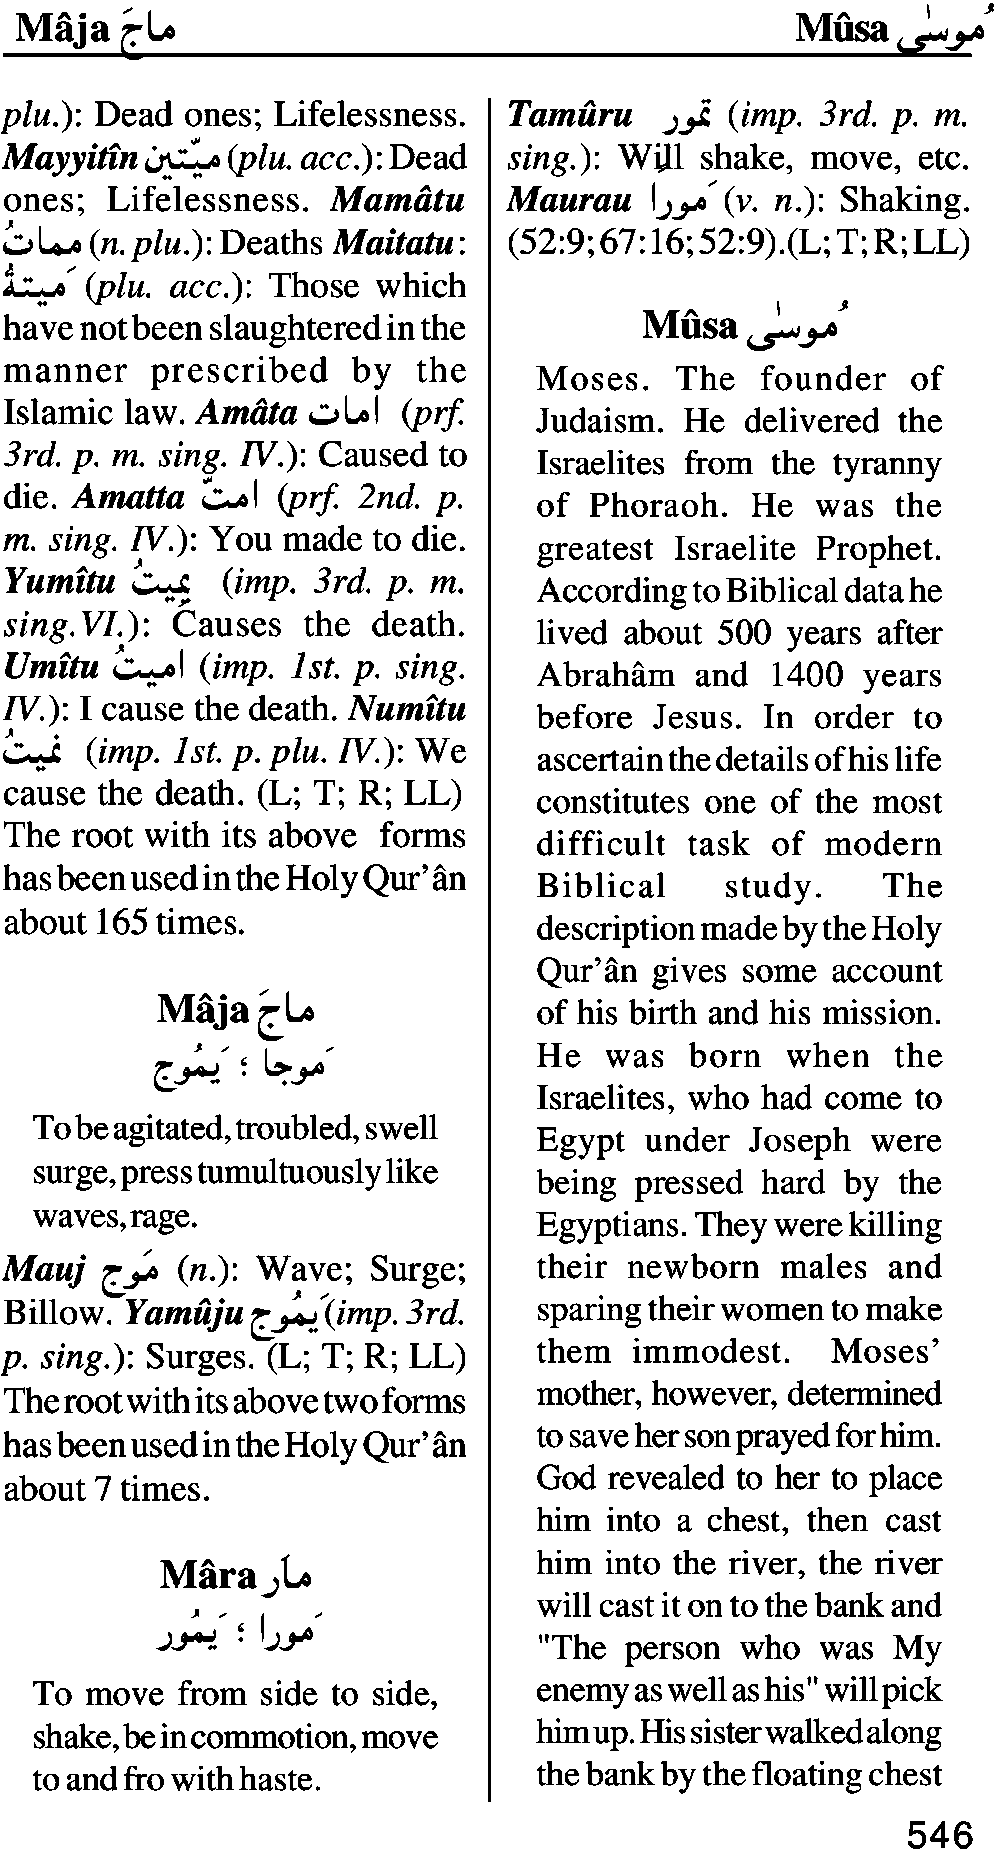 Mâja ماجَ
Mûsa مُوسٰى
plu.): Dead ones; Lifelessness.
Mayyitîn ميّتين (plu. acc.): Dead
ones; Lifelessness. Mamâtu
مماتُ (n. plu.): Deaths Maitatu:
مَيتةُ (plu. acc.): Those which
have not been slaughtered in the
manner prescribed by the
Islamic law. Amâta امات (prf.
3rd. p. m. sing. IV.): Caused to
die. Amatta امتّ (prf. 2nd. p.
m. sing. IV.): You made to die.
Yumîtu يُمِيتُ (imp. 3rd. p. m.
sing. VI.): Causes the death.
Umîtu اميتُ (imp. 1st. p. sing.
IV.): I cause the death. Numîtu
نُميتُ (imp. 1st. p. plu. IV.): We
cause the death. (L; T; R; LL)
The root with its above forms
has been used in the Holy Qur’ân
about 165 times.
Mâja ماجَ
مَوجا ؛ يَمُوج
To be agitated, troubled, swell
surge, press tumultuously like
waves, rage.
Mauj مَوج (n.): Wave; Surge;
Billow. Yamûju يَمُوج (imp. 3rd.
p. sing.): Surges. (L; T; R; LL)
The root with its above two forms
has been used in the Holy Qur’ân
about 7 times.
Mâra مَار
مَورا ؛ يَمُور
To move from side to side,
shake, be in commotion, move
to and fro with haste.
Tamûru تَمور (imp. 3rd. p. m.
sing.): Will shake, move, etc.
Maurau مَورا (v. n.): Shaking.
(52:9; 67:16; 52:9).(L; T; R; LL)
Mûsa مُوسٰى
Moses. The founder of
Judaism. He delivered the
Israelites from the tyranny
of Phoraoh. He was the
greatest Israelite Prophet.
According to Biblical data he
lived about 500 years after
Abrahâm and 1400 years
before Jesus. In order to
ascertain the details of his life
constitutes one of the most
difficult task of modern
Biblical study. The
description made by the Holy
Qur’ân gives some account
of his birth and his mission.
He was born when the
Israelites, who had come to
Egypt under Joseph were
being pressed hard by the
Egyptians. They were killing
their newborn males and
sparing their women to make
them immodest. Moses’
mother, however, determined
to save her son prayed for him.
God revealed to her to place
him into a chest, then cast
him into the river, the river
will cast it on to the bank and
"The person who was My
enemy as well as his" will pick
him up. His sister walked along
the bank by the floating chest
546